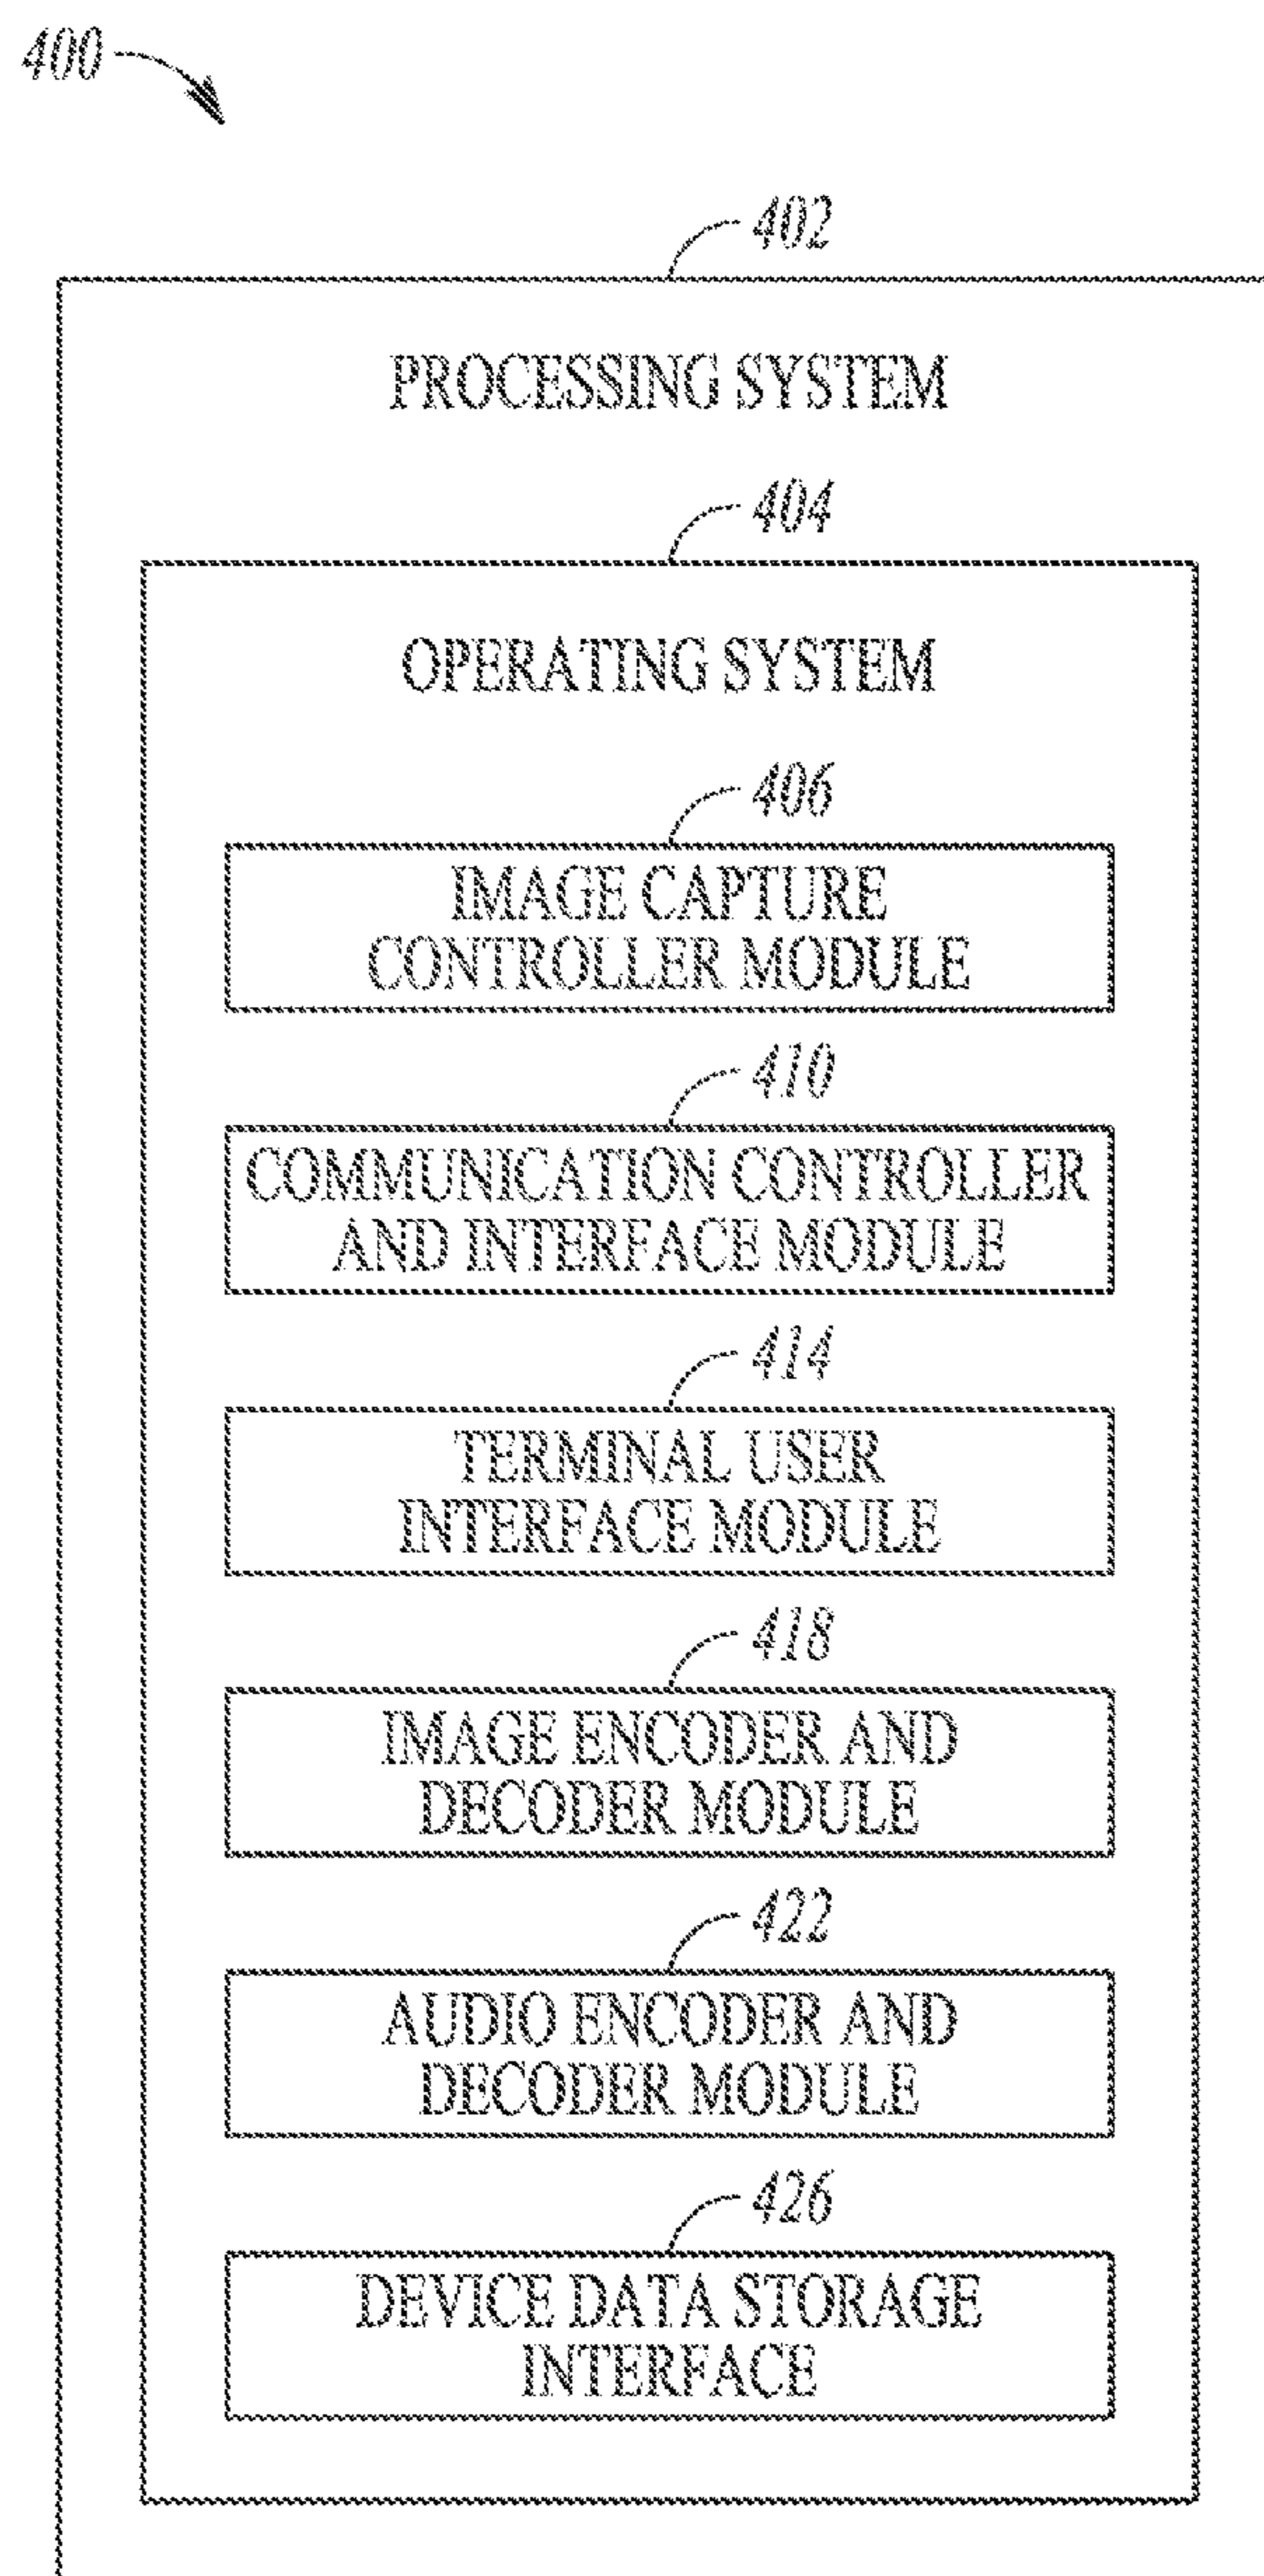 400
402
PROCESSING SYSTEM
404
OPERATING SYSTEM
406
IMAGE CAPTURE
CONTROLLER MODULE
410
COMMUNICATION CONTROLLER
AND INTERFACE MODULE
414
TERMINAL USER
INTERFACE MODULE
418
IMAGE ENCODER AND
DECODER MODULE
422
AUDIO ENCODER AND
DECODER MODULE
426
DEVICE DATA STORAGE
INTERFACE